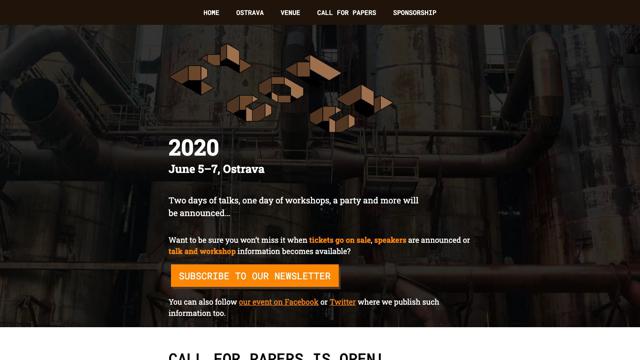 HOME OSTRAVA VENUE CALL FOR PAPERS SPONSORSHIP
2020
June 5–7, Ostrava
Two days of talks, one day of workshops, a party and more will
be announced…
Want to be sure you won't miss it when tickets go on sale, speakers are announced or
talk and workshop information becomes available?
SUBSCRIBE TO OUR NEWSLETTER
You can also follow our event on Facebook or Twitter where we publish such
information too.
CALL FOR PAPERS IS OPEN!